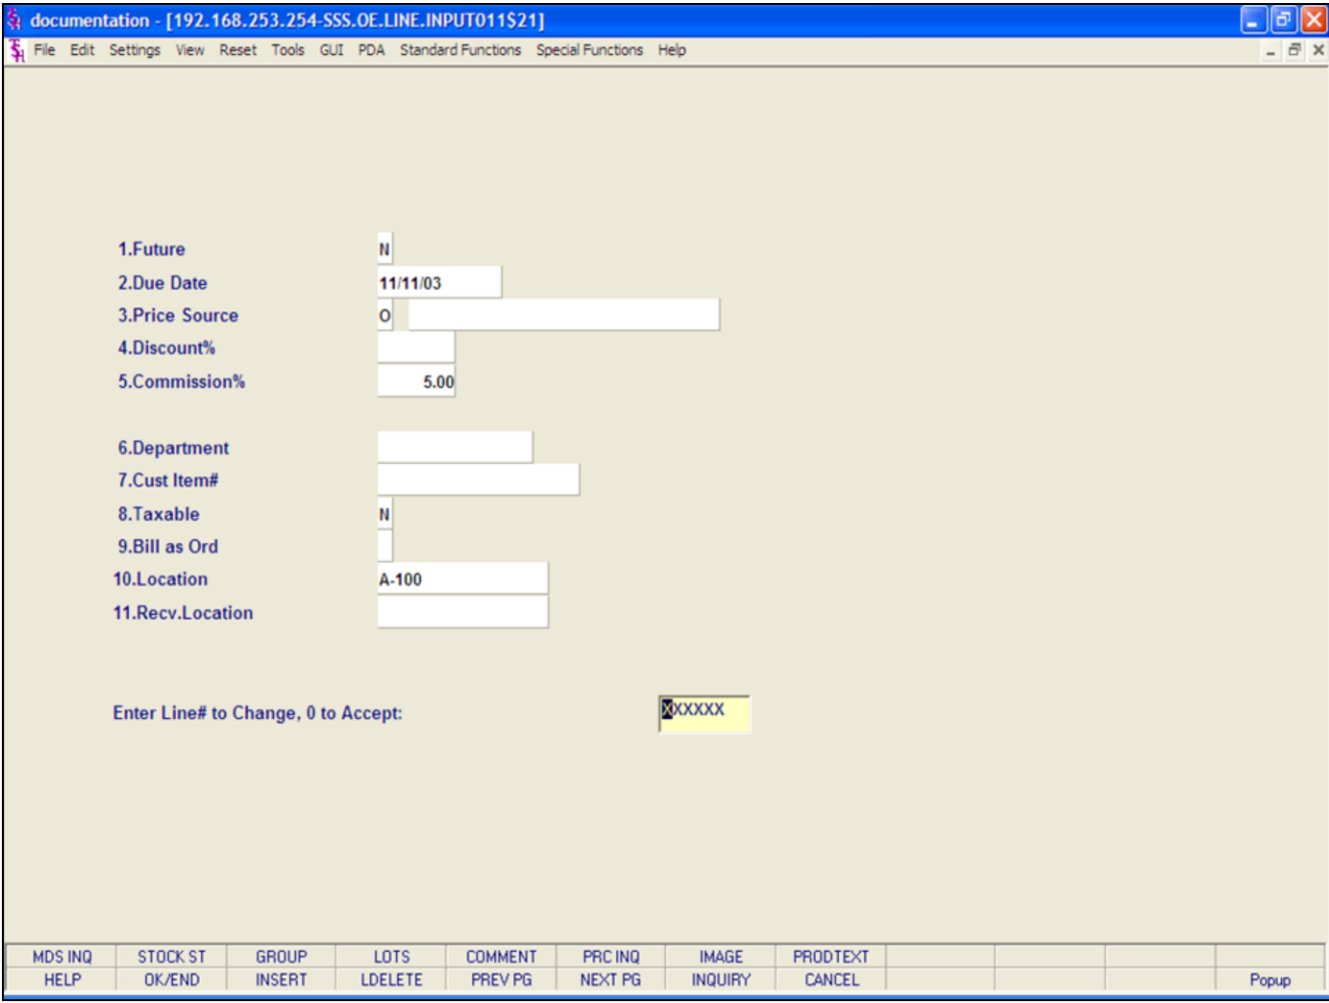 documentation - [192.168.253.254-SSS.OE.LINE.INPUT011$21]
File Edit Settings View Reset Tools GUI PDA Standard Functions Special Functions Help
1.Future N
2.Due Date 11/11/03
3.Price Source O
4.Discount%
5.Commission% 5.00
6.Department
7.Cust Item#
8.Taxable N
9.Bill as Ord
10.Location A-100
11.Recv.Location
Enter Line# to Change, 0 to Accept: XXXXXX
MDS INQ STOCK ST GROUP LOTS COMMENT PRC INQ IMAGE PRODTEXT
HELP OK/END INSERT LDELETE PREV PG NEXT PG INQUIRY CANCEL Popup